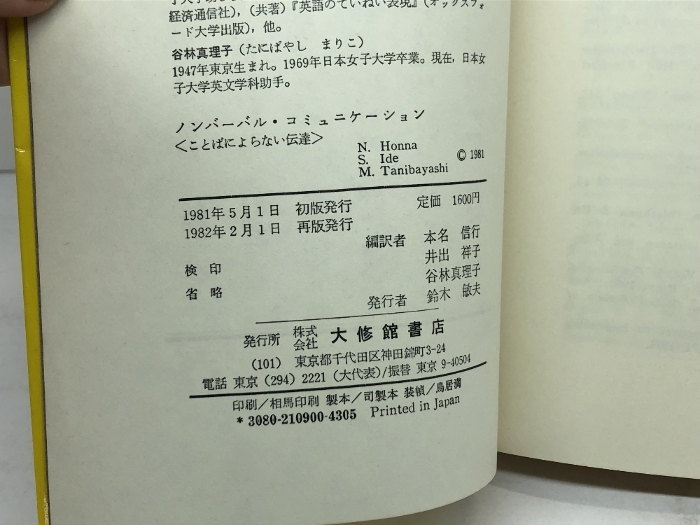 経済通信社),(共著)『英語のていねい表現』(オックスフォ
ード大学出版), 他。
谷林真理子(たにばやし まりこ)
1947年東京生まれ。1969年日本女子大学卒業。現在, 日本女
子大学英文学科助手。
ノンバーバル・コミュニケーション
<ことばによらない伝達>
N. Honna
S. Ide
M. Tanibayashi
© 1981
1981年5月1日 初版発行 定価 1600円
1982年2月1日 再版発行
編訳者 本名 信行
井出 祥子
谷林真理子
検 印
省 略
発行者 鈴木 敏夫
発行所 株式会社 大修館書店
(101) 東京都千代田区神田錦町3-24
電話 東京 (294) 2221 (大代表)/振替 東京 9-40504
印刷/相馬印刷 製本/司製本 装幀/鳥居満
* 3080-210900-4305 Printed in Japan